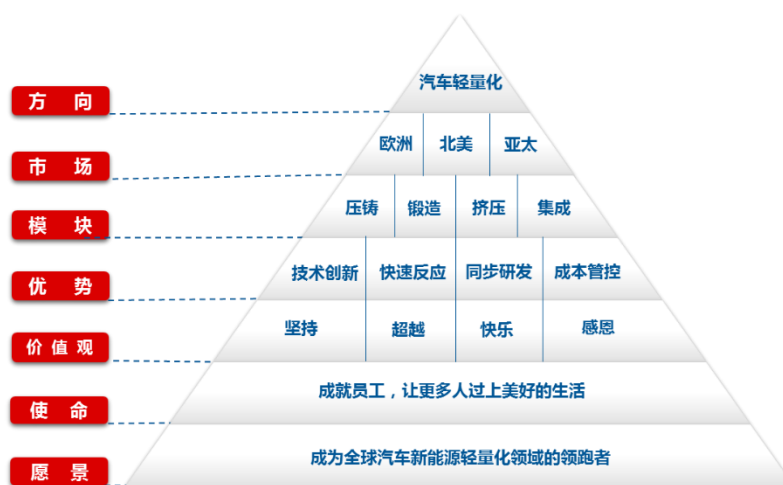 汽车轻量化
方向
欧洲 北美 亚太
市场
压铸 锻造 挤压 集成
模块
技术创新 快速反应 同步研发 成本管控
优势
坚持 超越 快乐 感恩
价值观
成就员工，让更多人过上美好的生活
使命
成为全球汽车新能源轻量化领域的领跑者
愿景